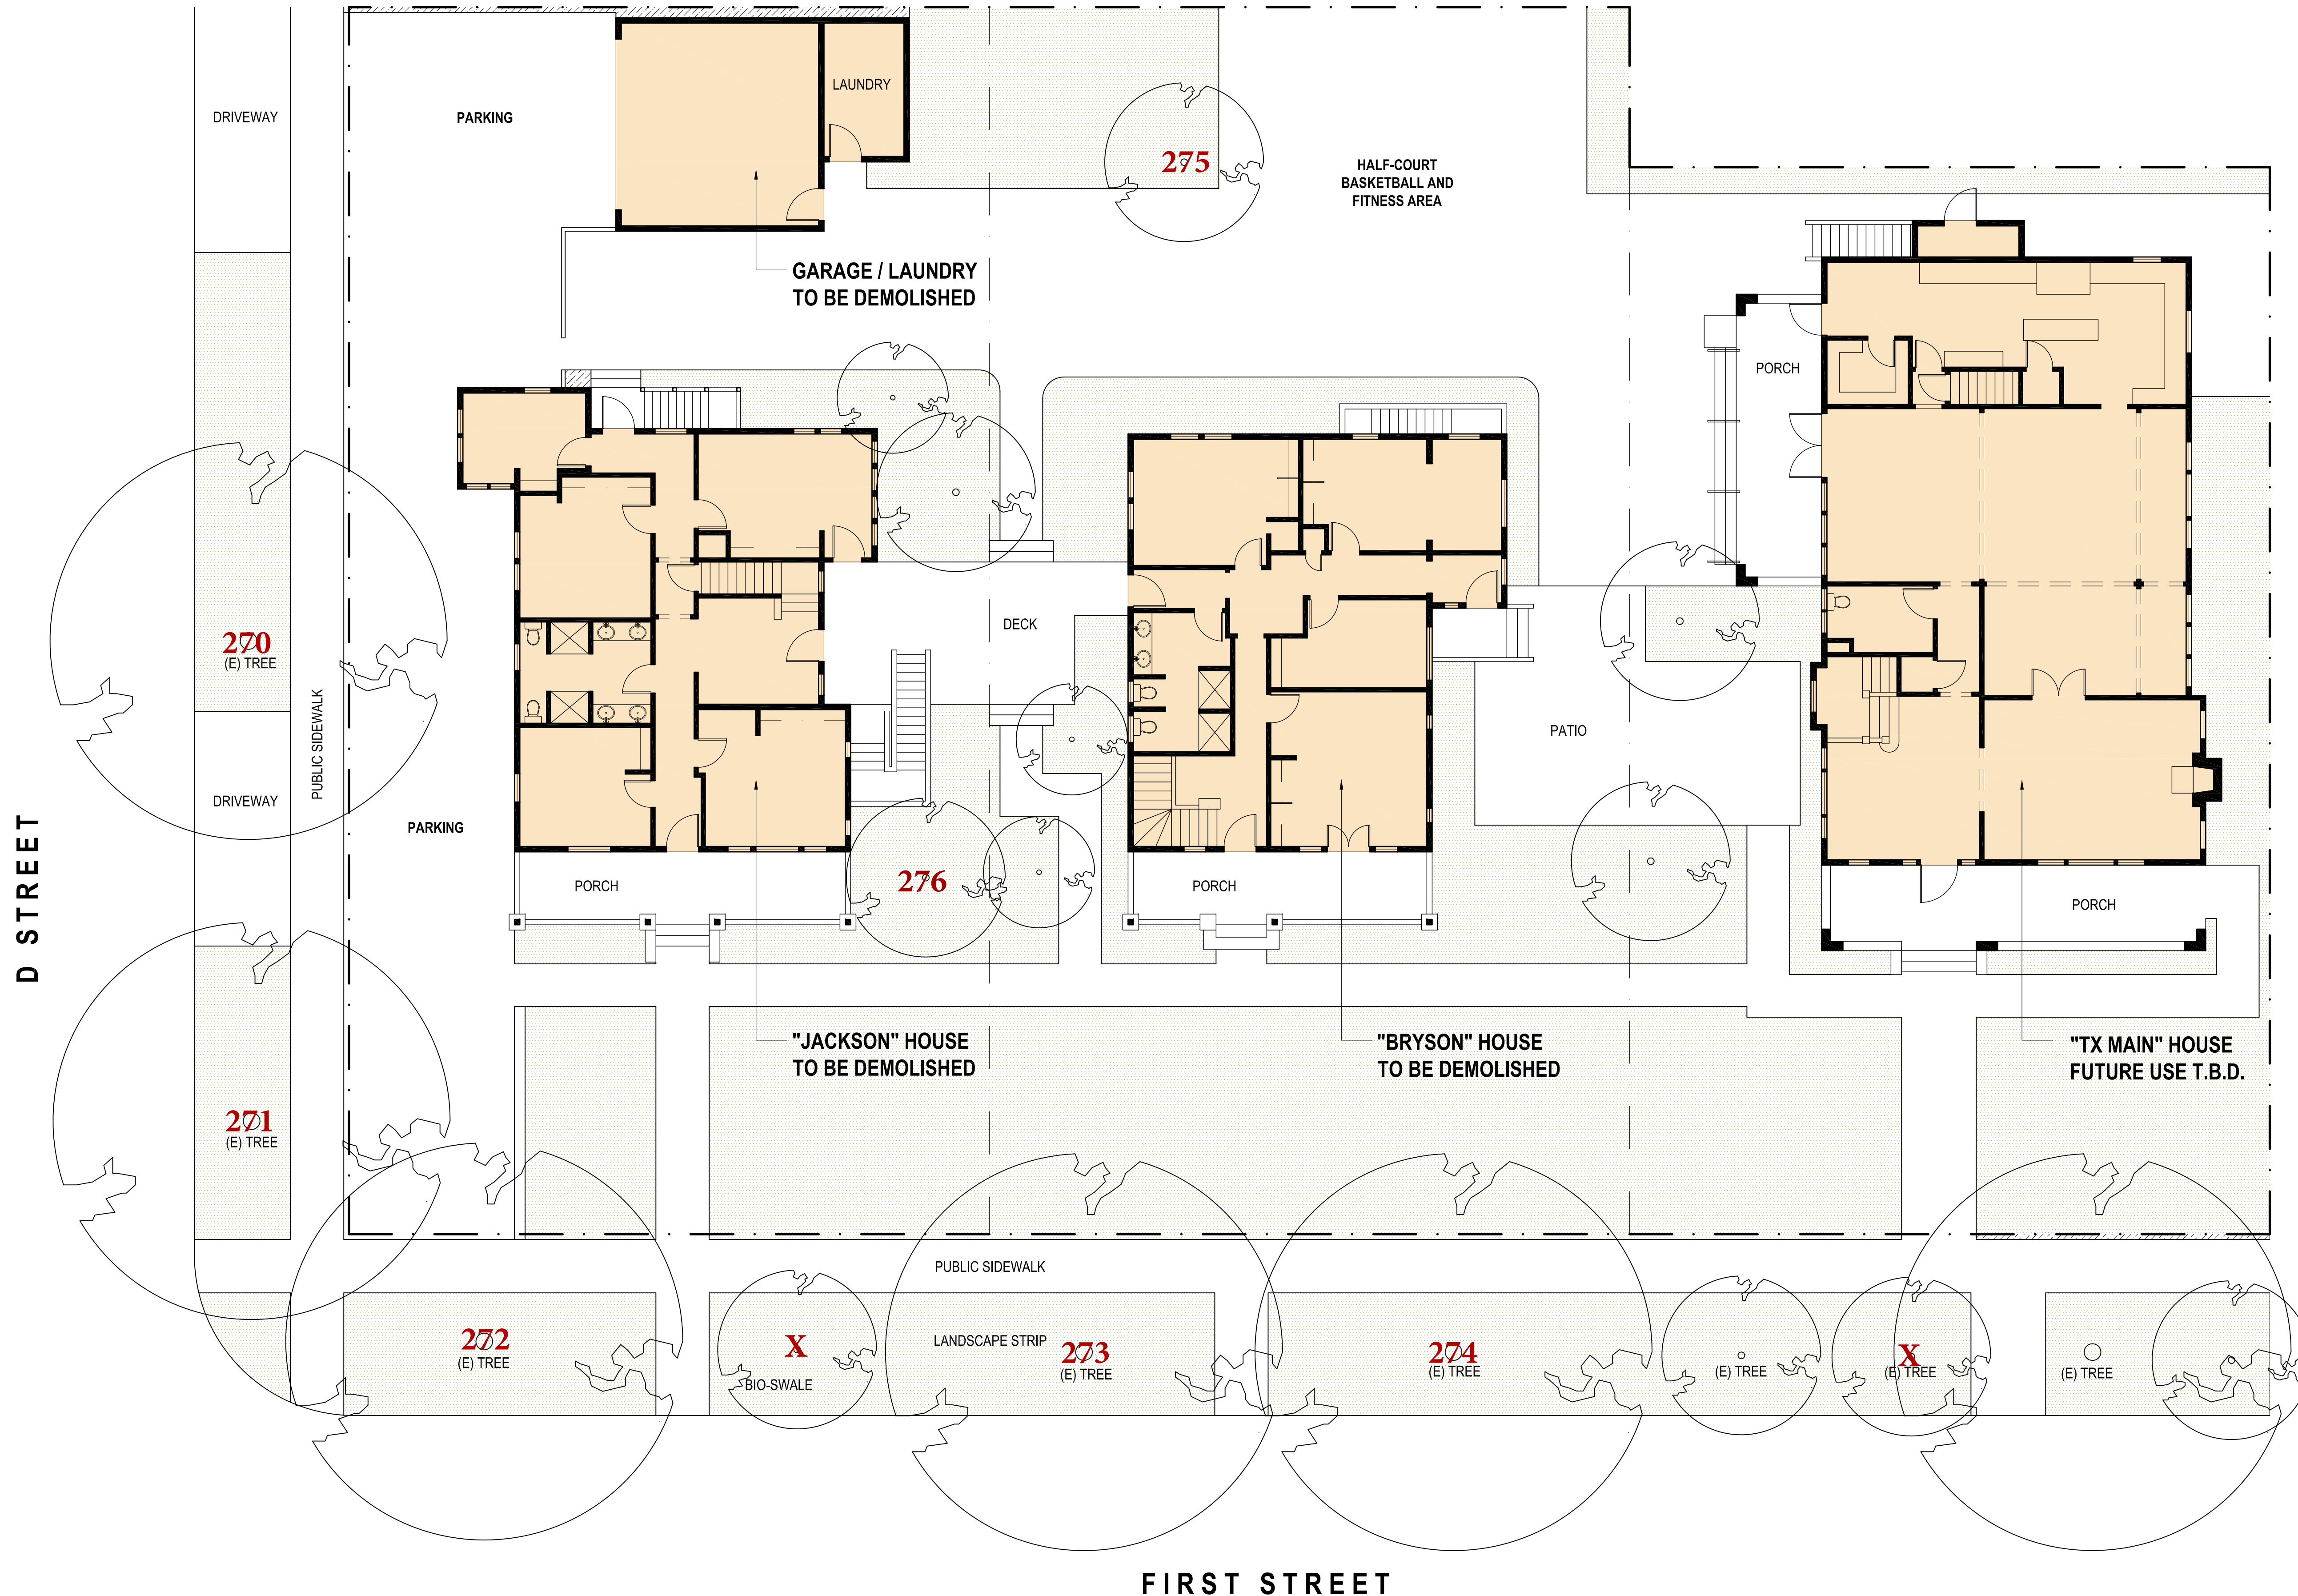 DRIVEWAY
PARKING
LAUNDRY
275
HALF-COURT
BASKETBALL AND
FITNESS AREA
GARAGE / LAUNDRY
TO BE DEMOLISHED
PORCH
270
(E) TREE
DECK
PUBLIC SIDEWALK
PATIO
DRIVEWAY
PARKING
D STREET
276
PORCH
PORCH
PORCH
"JACKSON" HOUSE
TO BE DEMOLISHED
"BRYSON" HOUSE
TO BE DEMOLISHED
"TX MAIN" HOUSE
FUTURE USE T.B.D.
271
(E) TREE
PUBLIC SIDEWALK
272
(E) TREE
X
BIO-SWALE
LANDSCAPE STRIP
273
(E) TREE
274
(E) TREE
(E) TREE
X
(E) TREE
(E) TREE
FIRST STREET